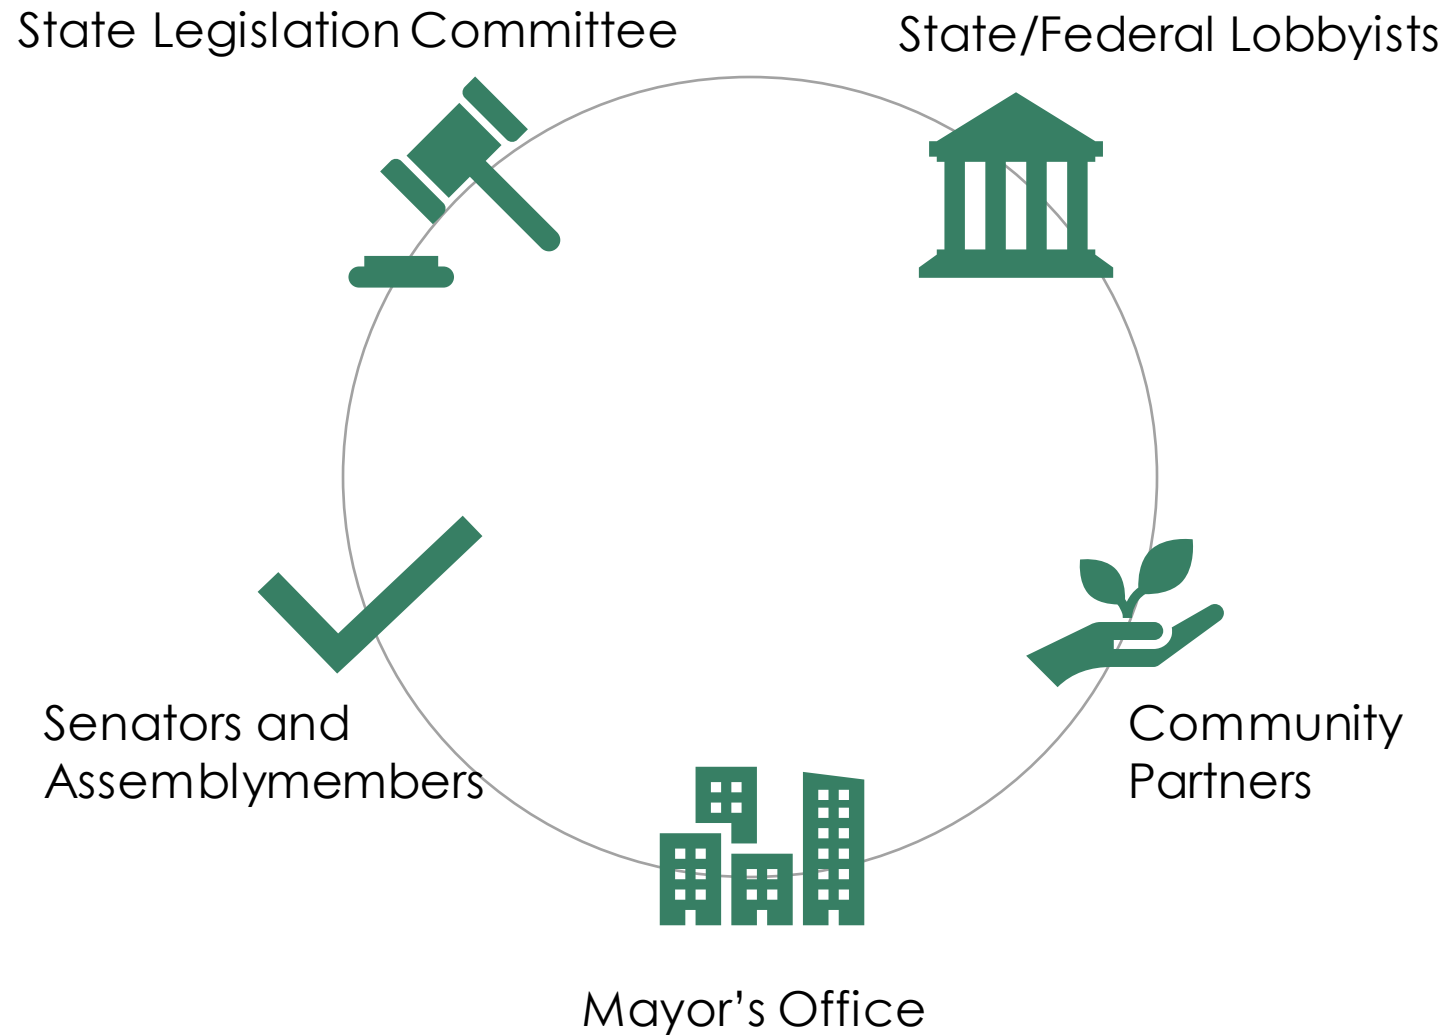 State Legislation Committee
State/Federal Lobbyists
Senators and
Assemblymembers
Community
Partners
Mayor’s Office